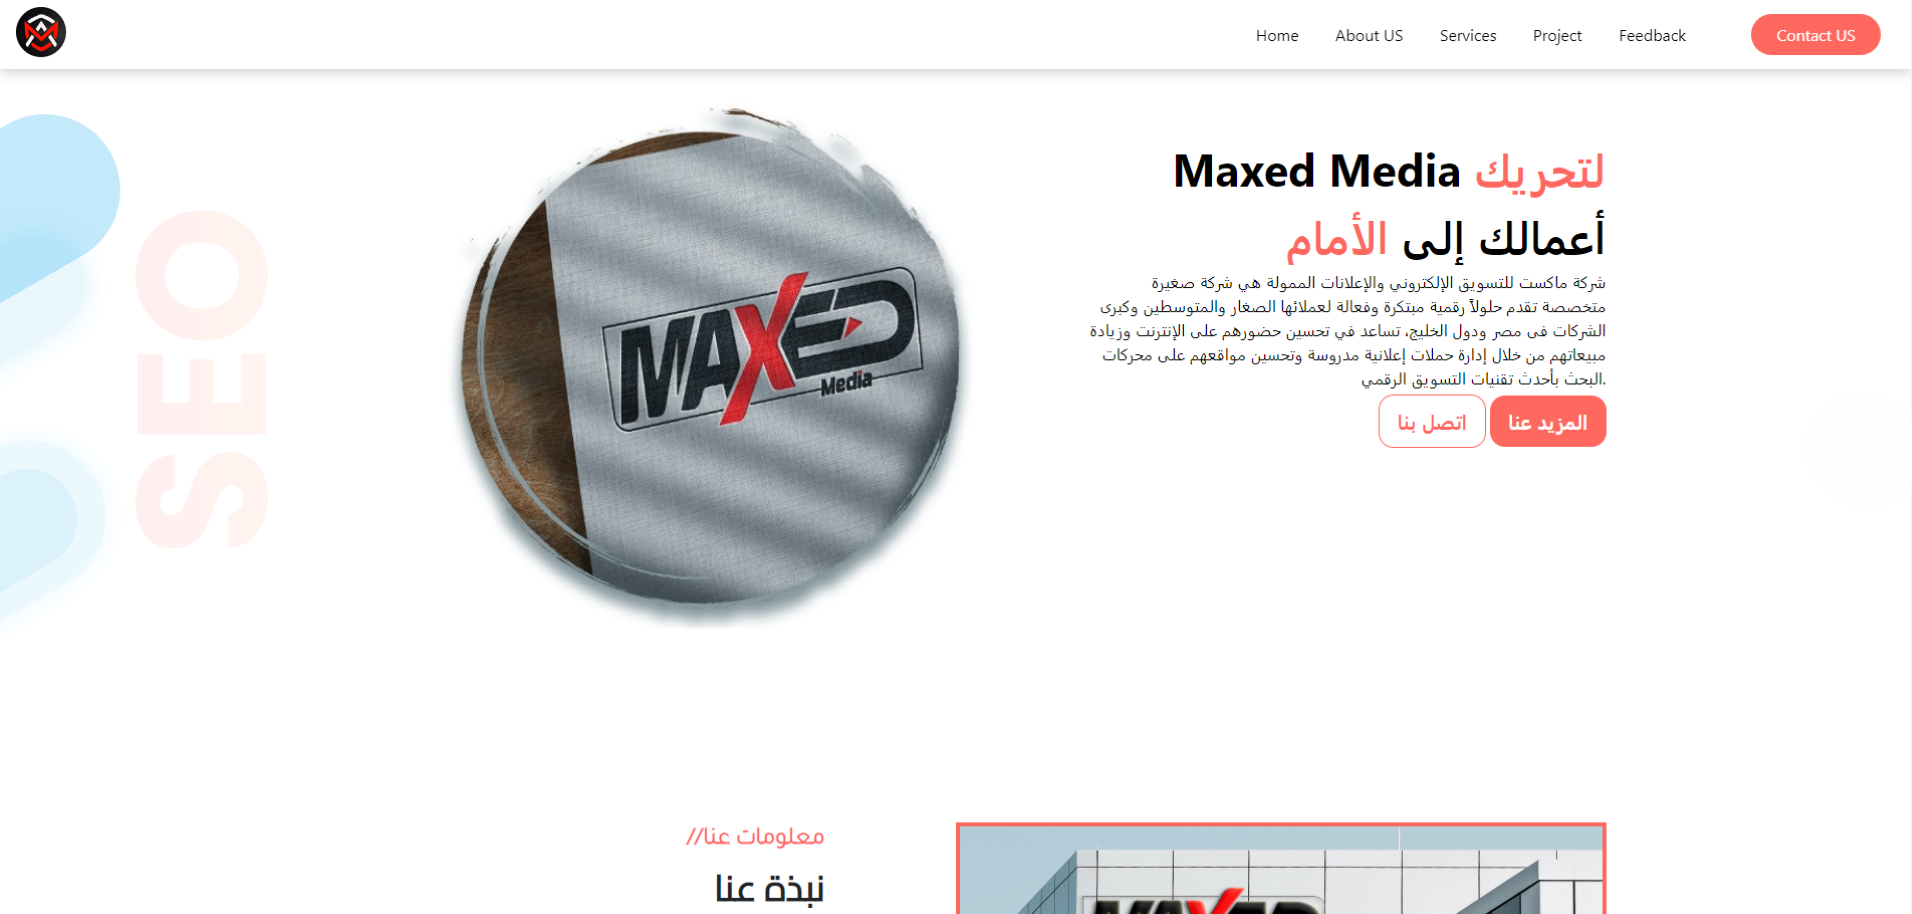 Home About US Services Project Feedback Contact US
SEO
MAXED
Media
Maxed Media لتحريك
أعمالك إلى الأمام
شركة ماكست للتسويق الإلكتروني والإعلانات الممولة هي شركة صغيرة
متخصصة تقدم حلولاً رقمية مبتكرة وفعالة لعملائها الصغار والمتوسطين وكبرى
الشركات فى مصر ودول الخليج، تساعد في تحسين حضورهم على الإنترنت وزيادة
مبيعاتهم من خلال إدارة حملات إعلانية مدروسة وتحسين مواقعهم على محركات
.البحث بأحدث تقنيات التسويق الرقمي
المزيد عنا اتصل بنا
معلومات عنا//
نبذة عنا
MAXED